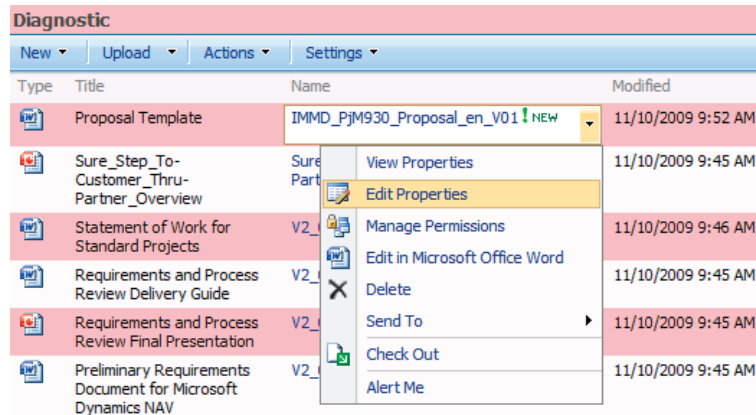 Diagnostic
New Upload Actions Settings
Type Title Name Modified
Proposal Template IMMD_PjM930_Proposal_en_V01 ! NEW 11/10/2009 9:52 AM
Sure_Step_To- Sure 11/10/2009 9:45 AM
Customer_Thru- Part
Partner_Overview
View Properties
Edit Properties
Statement of Work for V2_ 11/10/2009 9:46 AM
Standard Projects
Manage Permissions
Edit in Microsoft Office Word
Requirements and Process V2_ 11/10/2009 9:45 AM
Review Delivery Guide
Delete
Requirements and Process V2_ 11/10/2009 9:45 AM
Review Final Presentation
Send To
Check Out
Preliminary Requirements V2_ 11/10/2009 9:45 AM
Document for Microsoft
Dynamics NAV
Alert Me